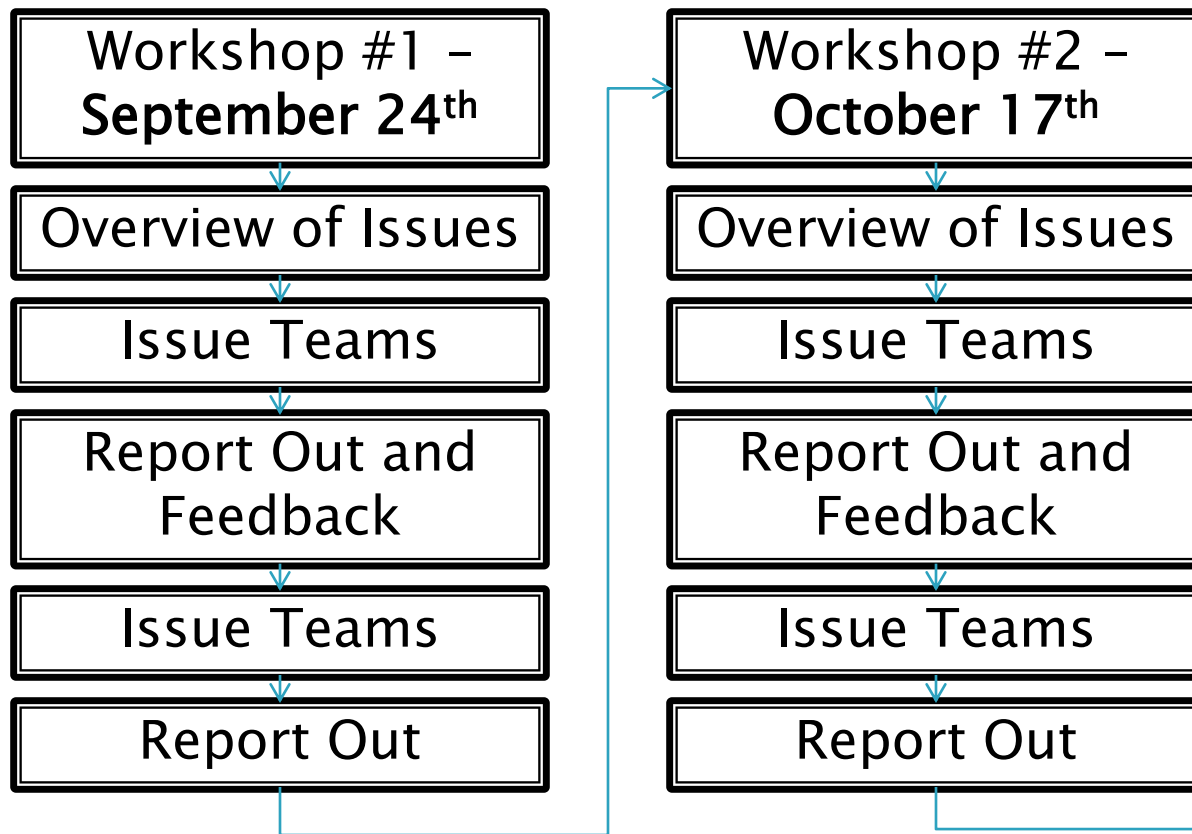 Workshop #1 –
September 24th
Overview of Issues
Issue Teams
Report Out and
Feedback
Issue Teams
Report Out
Workshop #2 –
October 17th
Overview of Issues
Issue Teams
Report Out and
Feedback
Issue Teams
Report Out